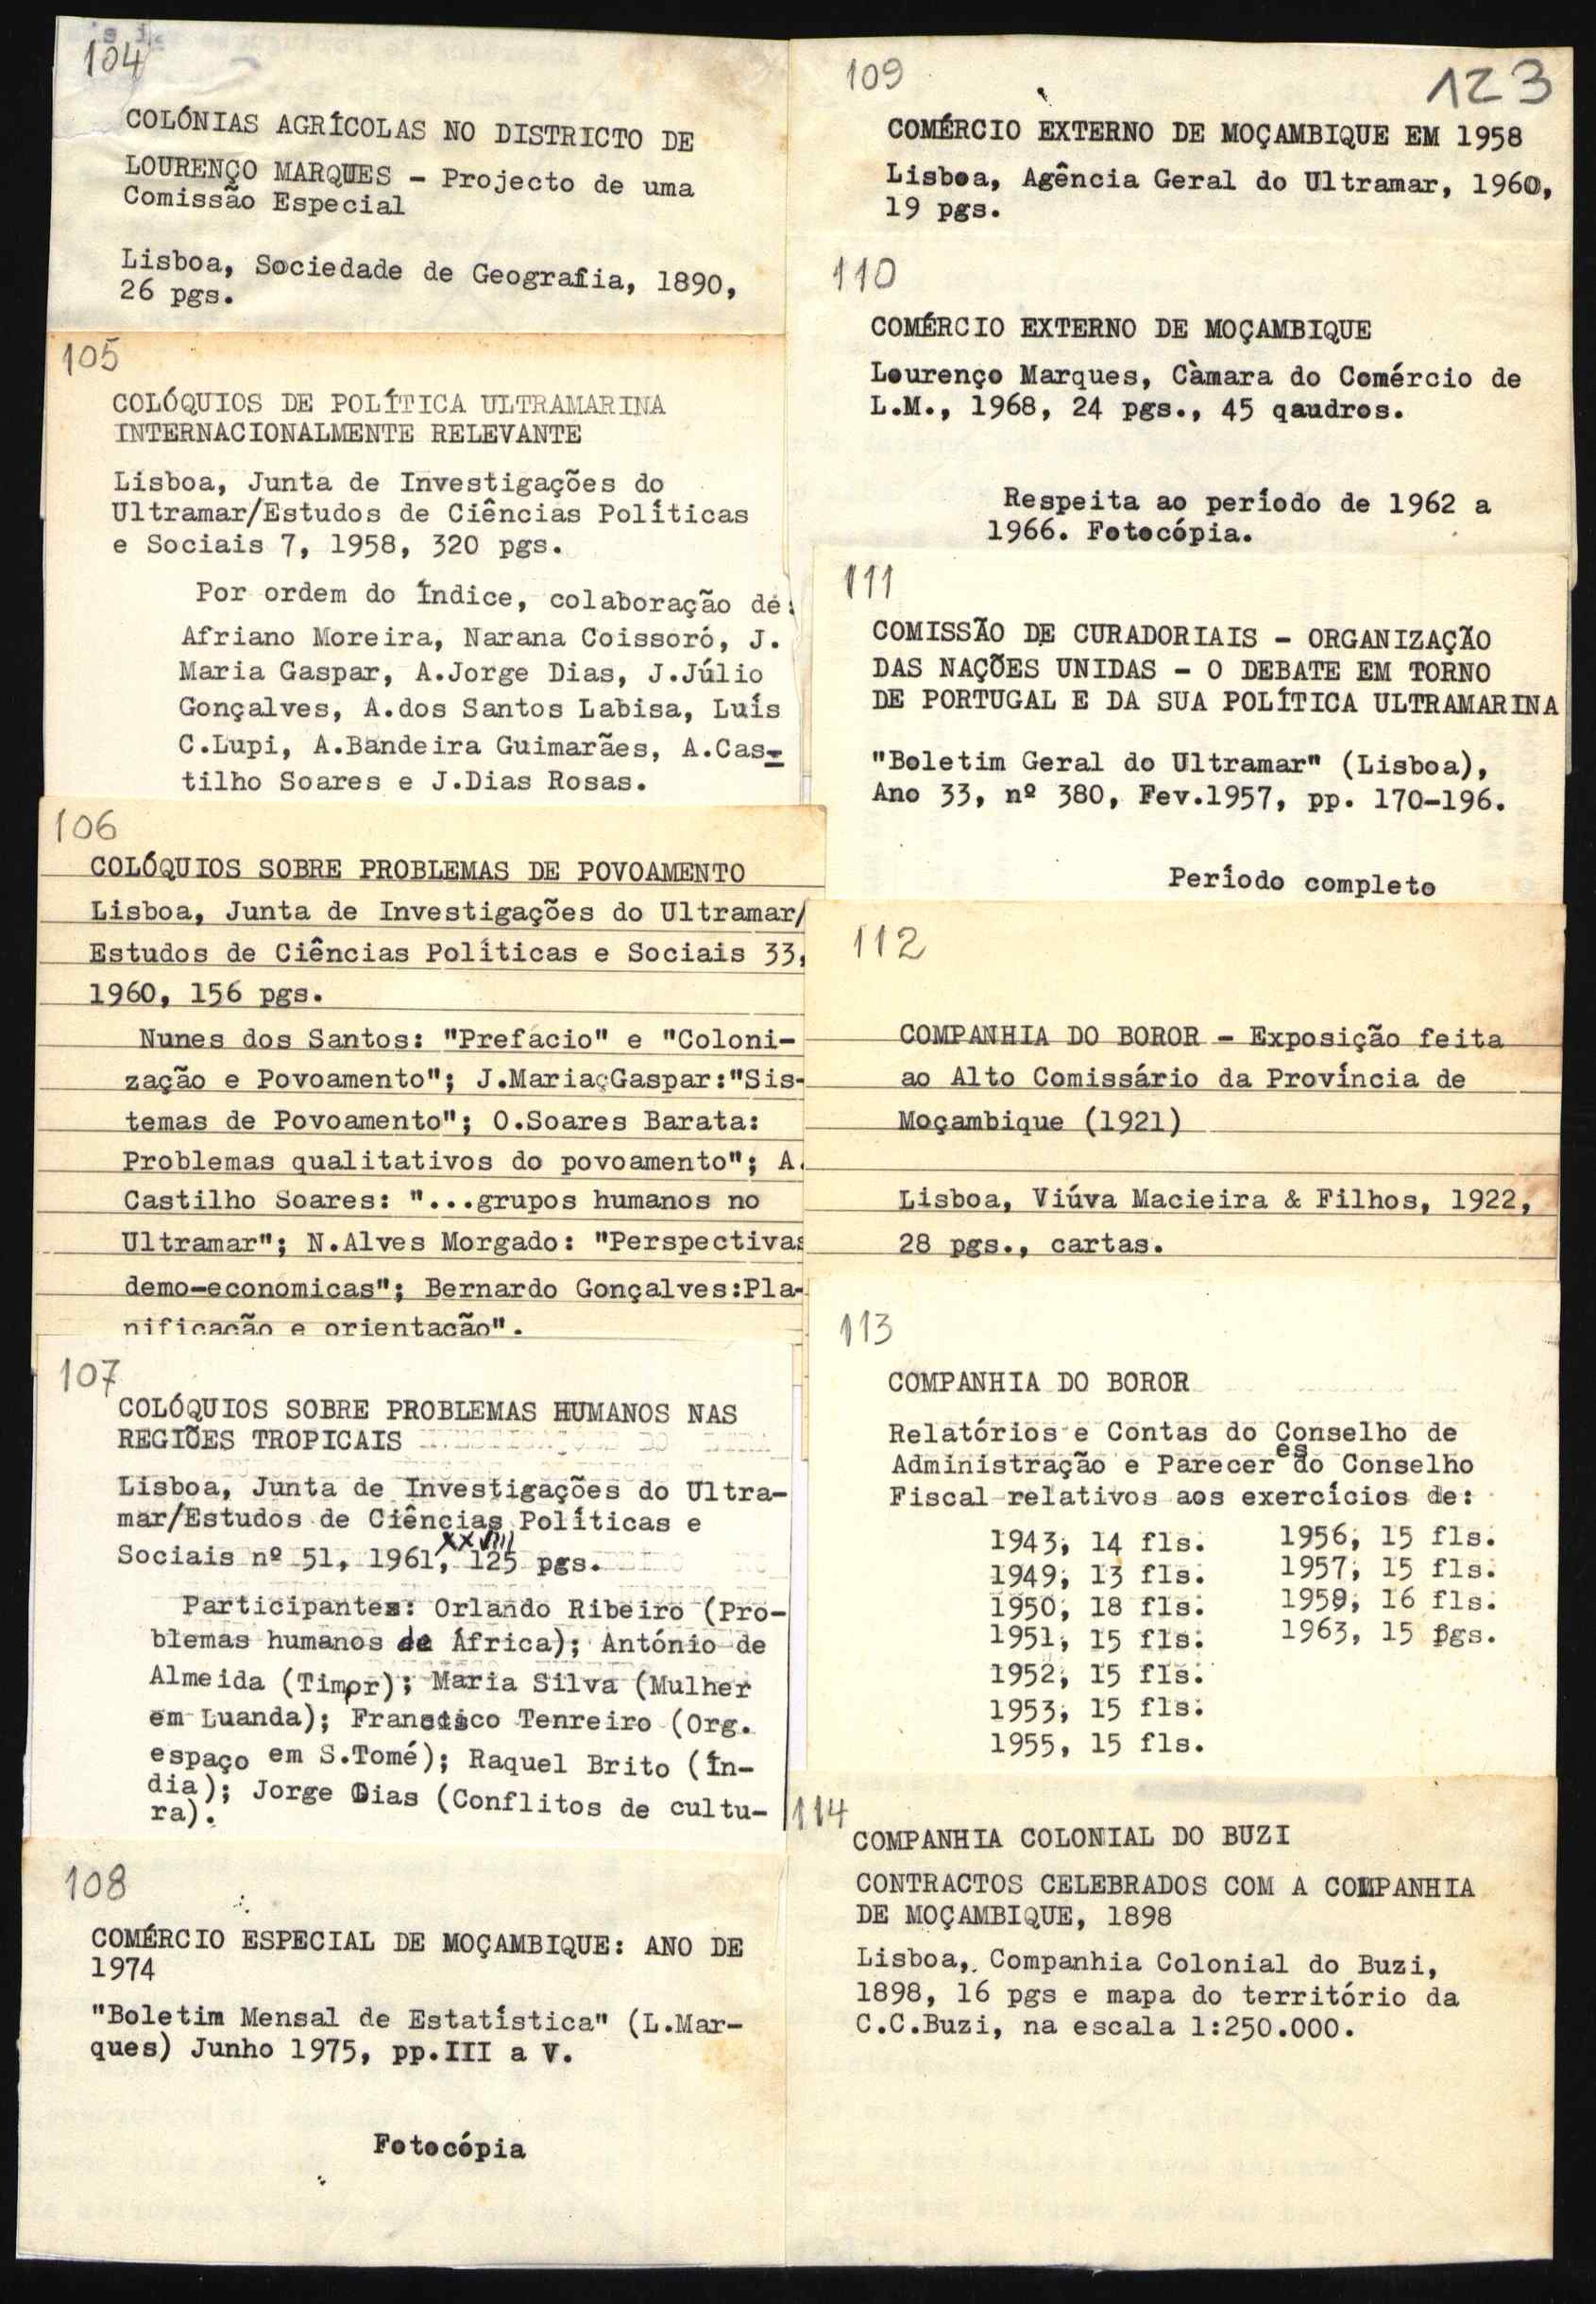 104
COLÓNIAS AGRÍCOLAS NO DISTRICTO DE
LOURENÇO MARQUES - Projecto de uma
Comissão Especial
Lisboa, Sociedade de Geografia, 1890,
26 pgs.
105
COLÓQUIOS DE POLÍTICA ULTRAMARINA
INTERNACIONALMENTE RELEVANTE
Lisboa, Junta de Investigações do
Ultramar/Estudos de Ciências Políticas
e Sociais 7, 1958, 320 pgs.
Por ordem do Índice, colaboração de:
Afriano Moreira, Narana Coissoró, J.
Maria Gaspar, A.Jorge Dias, J.Júlio
Gonçalves, A.dos Santos Labisa, Luís
C.Lupi, A.Bandeira Guimarães, A.Cas-
tilho Soares e J.Dias Rosas.
106
COLÓQUIOS SOBRE PROBLEMAS DE POVOAMENTO
Lisboa, Junta de Investigações do Ultramar/
Estudos de Ciências Políticas e Sociais 33,
1960, 156 pgs.
Nunes dos Santos: "Prefácio" e "Coloni-
zação e Povoamento"; J.MariaçGaspar:"Sis-
temas de Povoamento"; O.Soares Barata:
Problemas qualitativos do povoamento"; A.
Castilho Soares: "...grupos humanos no
Ultramar"; N.Alves Morgado: "Perspectivas
demo-economicas"; Bernardo Gonçalves:Pla-
nificação e orientação".
107
COLÓQUIOS SOBRE PROBLEMAS HUMANOS NAS
REGIÕES TROPICAIS
Lisboa, Junta de Investigações do Ultra-
mar/Estudos de Ciências Políticas e
XXVIII
Sociais nº 51, 1961, 125 pgs.
Participantes: Orlando Ribeiro (Pro-
blemas humanos de África); António de
Almeida (Timor); Maria Silva (Mulher
em Luanda); Francisco Tenreiro (Org.
espaço em S.Tomé); Raquel Brito (Ín-
dia); Jorge Dias (Conflitos de cultu-
ra).
108
COMÉRCIO ESPECIAL DE MOÇAMBIQUE: ANO DE
1974
"Boletim Mensal de Estatística" (L.Mar-
ques) Junho 1975, pp.III a V.
Fotocópia
123
109
COMÉRCIO EXTERNO DE MOÇAMBIQUE EM 1958
Lisboa, Agência Geral do Ultramar, 1960,
19 pgs.
110
COMÉRCIO EXTERNO DE MOÇAMBIQUE
Lourenço Marques, Càmara do Comércio de
L.M., 1968, 24 pgs., 45 qaudros.
Respeita ao período de 1962 a
1966. Fotocópia.
111
COMISSÃO DE CURADORIAIS - ORGANIZAÇÃO
DAS NAÇÕES UNIDAS - O DEBATE EM TORNO
DE PORTUGAL E DA SUA POLÍTICA ULTRAMARINA
"Boletim Geral do Ultramar" (Lisboa),
Ano 33, nº 380, Fev.1957, pp. 170-196.
Período completo
112
COMPANHIA DO BOROR - Exposição feita
ao Alto Comissário da Província de
Moçambique (1921)
Lisboa, Viúva Macieira & Filhos, 1922,
28 pgs., cartas.
113
COMPANHIA DO BOROR
Relatórios e Contas do Conselho de
Administração e Pareceres do Conselho
Fiscal relativos aos exercícios de:
1943, 14 fls. 1956, 15 fls.
1949, 13 fls. 1957, 15 fls.
1950, 18 fls. 1959, 16 fls.
1951, 15 fls. 1963, 15 pgs.
1952, 15 fls.
1953, 15 fls.
1955, 15 fls.
114
COMPANHIA COLONIAL DO BUZI
CONTRACTOS CELEBRADOS COM A COMPANHIA
DE MOÇAMBIQUE, 1898
Lisboa, Companhia Colonial do Buzi,
1898, 16 pgs e mapa do território da
C.C.Buzi, na escala 1:250.000.